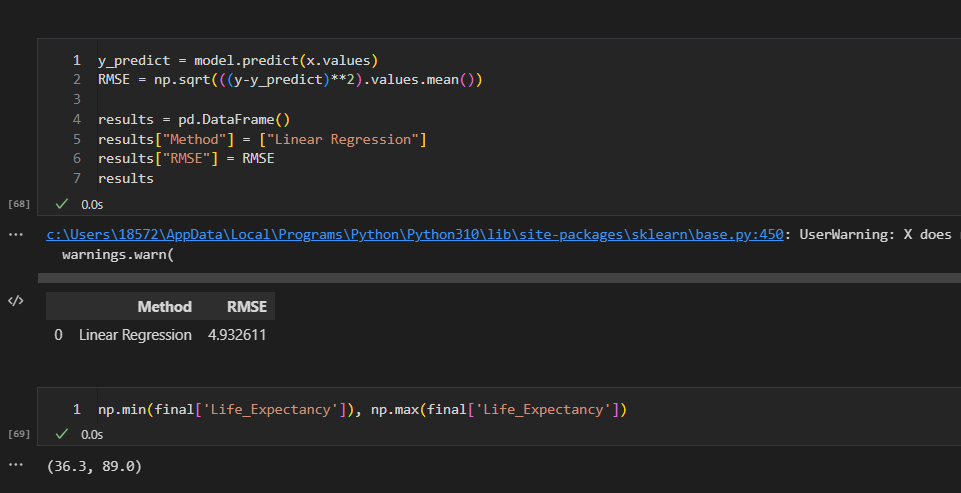 1 y_predict = model.predict(x.values)
2 RMSE = np.sqrt(((y-y_predict)**2).values.mean())
3
4 results = pd.DataFrame()
5 results["Method"] = ["Linear Regression"]
6 results["RMSE"] = RMSE
7 results
[68] ✓ 0.0s
... c:\Users\18572\AppData\Local\Programs\Python\Python310\lib\site-packages\sklearn\base.py:450: UserWarning: X does
warnings.warn(
</> Method RMSE
0 Linear Regression 4.932611
1 np.min(final['Life_Expectancy']), np.max(final['Life_Expectancy'])
[69] ✓ 0.0s
... (36.3, 89.0)